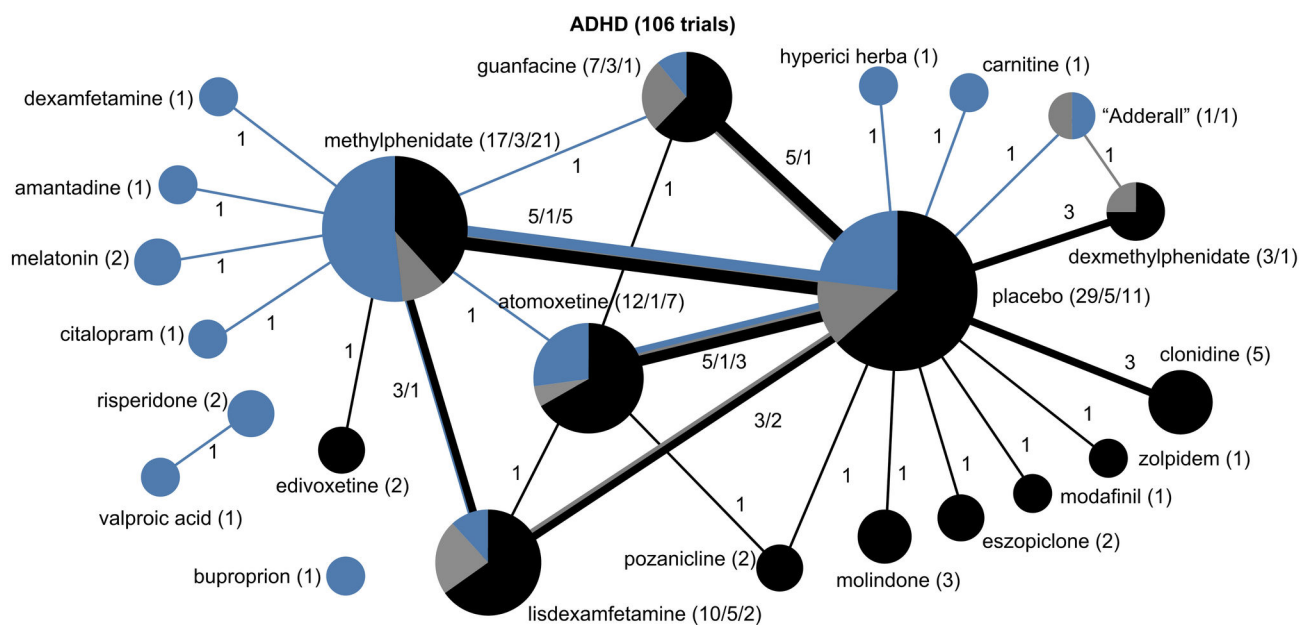 ADHD (106 trials)
guanfacine (7/3/1)
hyperici herba (1)
carnitine (1)
dexamfetamine (1)
“Adderall” (1/1)
methylphenidate (17/3/21)
1
1
1
1
5/1
1
1
amantadine (1)
1
1
3
5/1/5
melatonin (2)
1
dexmethylphenidate (3/1)
placebo (29/5/11)
atomoxetine (12/1/7)
citalopram (1)
1
1
1
5/1/3
clonidine (5)
3
risperidone (2)
3/1
3/2
1
1
zolpidem (1)
1
edivoxetine (2)
1
1
1
1
1
modafinil (1)
valproic acid (1)
1
eszopiclone (2)
pozanicline (2)
molindone (3)
buproprion (1)
lisdexamfetamine (10/5/2)